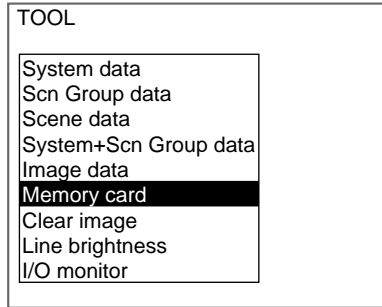 TOOL
System data
Scn Group data
Scene data
System+Scn Group data
Image data
Memory card
Clear image
Line brightness
I/O monitor